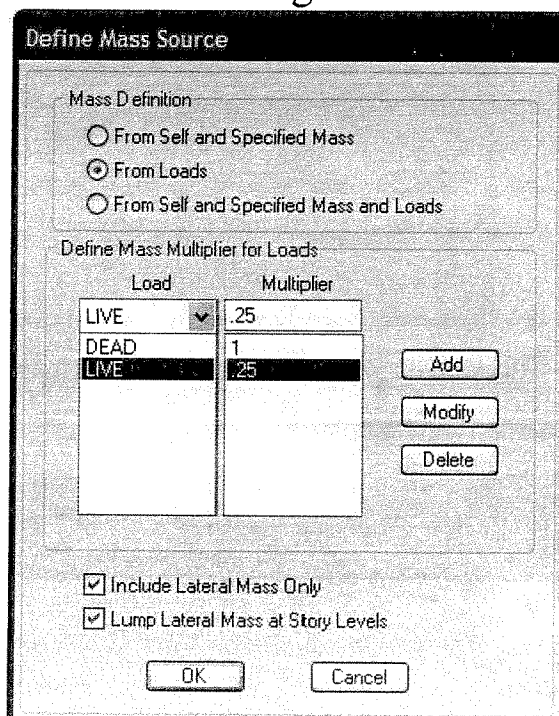 Define Mass Source
Mass Definition
From Self and Specified Mass
From Loads
From Self and Specified Mass and Loads
Define Mass Multiplier for Loads
Load Multiplier
LIVE .25
DEAD 1
LIVE .25
Add
Modify
Delete
Include Lateral Mass Only
Lump Lateral Mass at Story Levels
OK Cancel